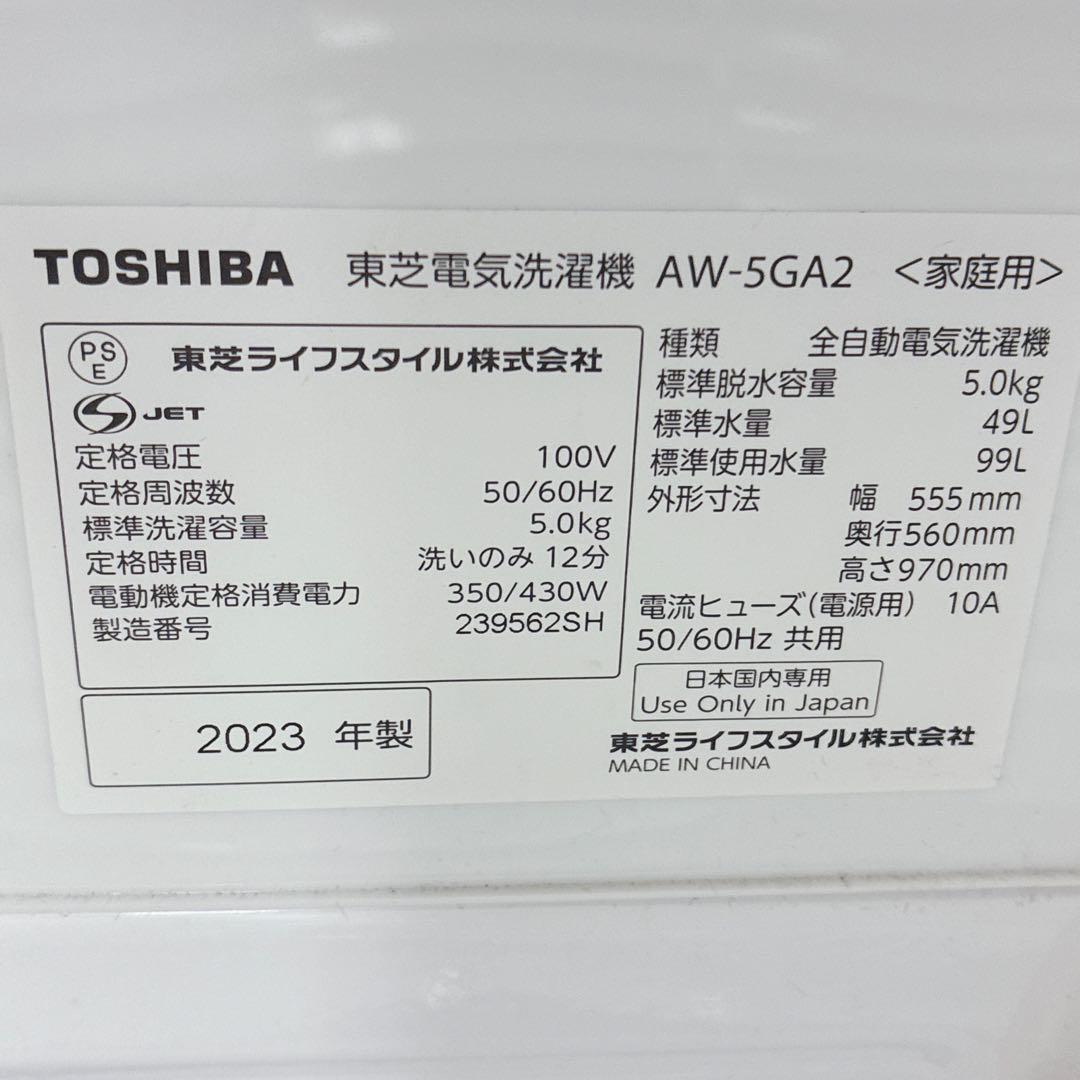 TOSHIBA 東芝電気洗濯機 AW-5GA2 <家庭用>
PSE 東芝ライフスタイル株式会社
S JET
定格電圧 100V
定格周波数 50/60Hz
標準洗濯容量 5.0kg
定格時間 洗いのみ 12分
電動機定格消費電力 350/430W
製造番号 239562SH
2023 年製
種類 全自動電気洗濯機
標準脱水容量 5.0kg
標準水量 49L
標準使用水量 99L
外形寸法 幅 555mm
奥行560mm
高さ970mm
電流ヒューズ(電源用) 10A
50/60Hz 共用
日本国内専用
Use Only in Japan
東芝ライフスタイル株式会社
MADE IN CHINA